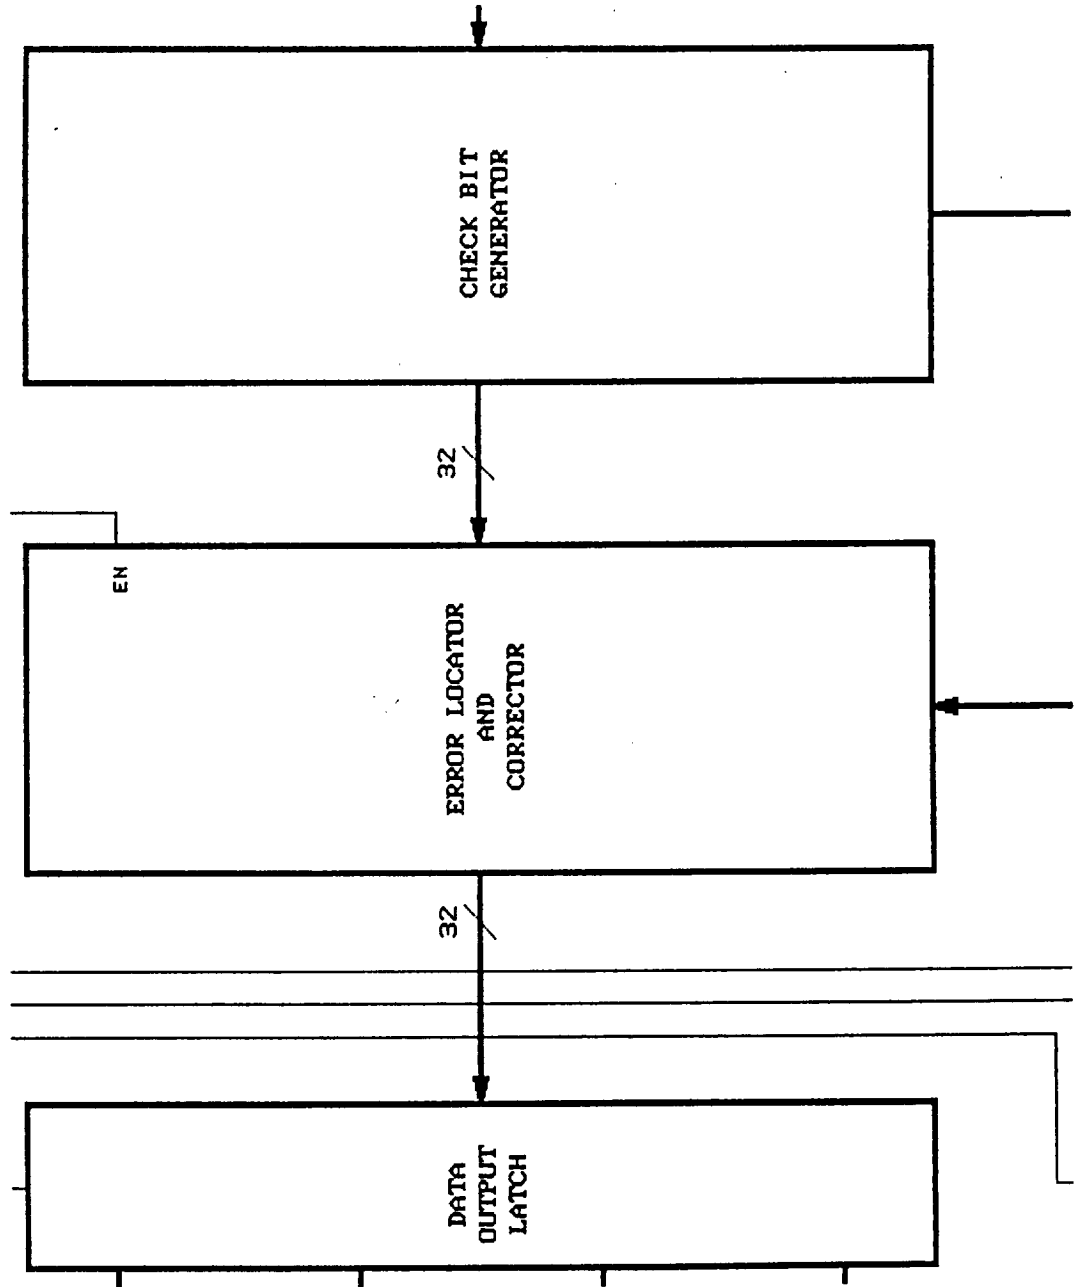 CHECK BIT
GENERATOR
32
EN
ERROR LOCATOR
AND
CORRECTOR
32
DATA
OUTPUT
LATCH